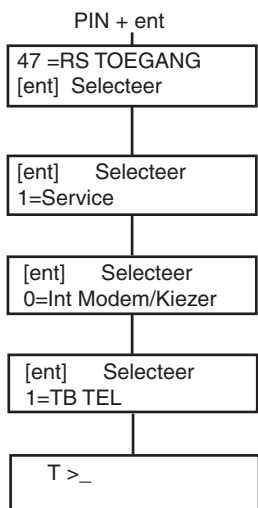 PIN + ent
47 =RS TOEGANG
[ent] Selecteer
[ent] Selecteer
1=Service
[ent] Selecteer
0=Int Modem/Kiezer
[ent] Selecteer
1=TB TEL
T >_